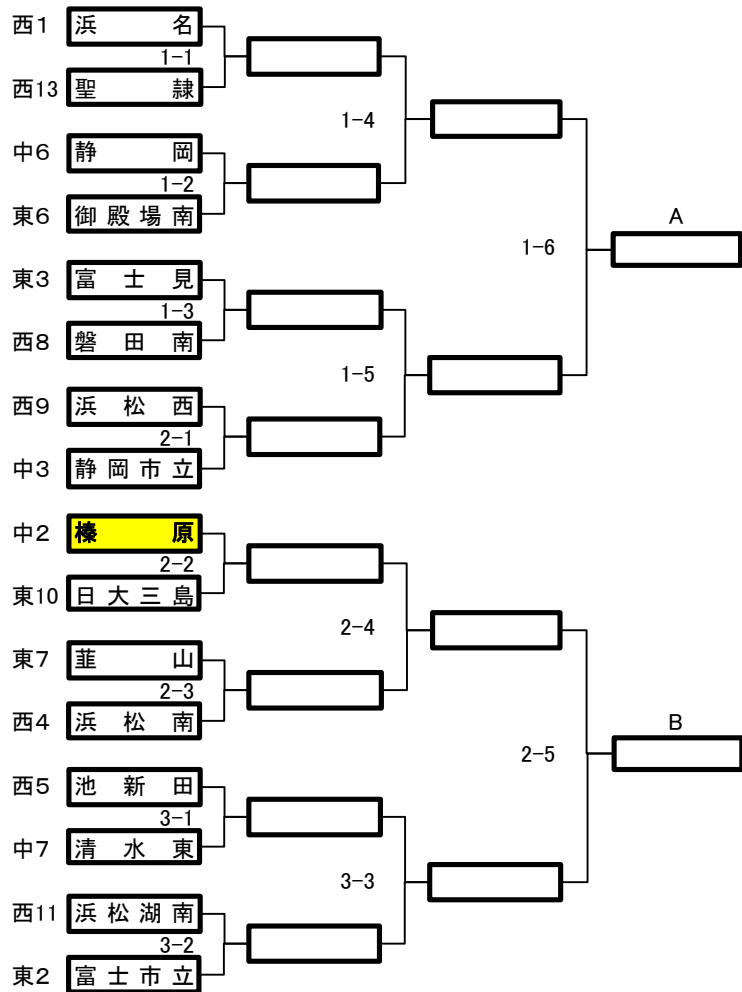 西1 浜名
1-1
西13 聖隷
1-4
中6 静岡
1-2
東6 御殿場南
A
1-6
東3 富士見
1-3
西8 磐田南
1-5
西9 浜松西
2-1
中3 静岡市立
中2 榛原
2-2
東10 日大三島
2-4
東7 韮山
2-3
西4 浜松南
B
2-5
西5 池新田
3-1
中7 清水東
3-3
西11 浜松湖南
3-2
東2 富士市立